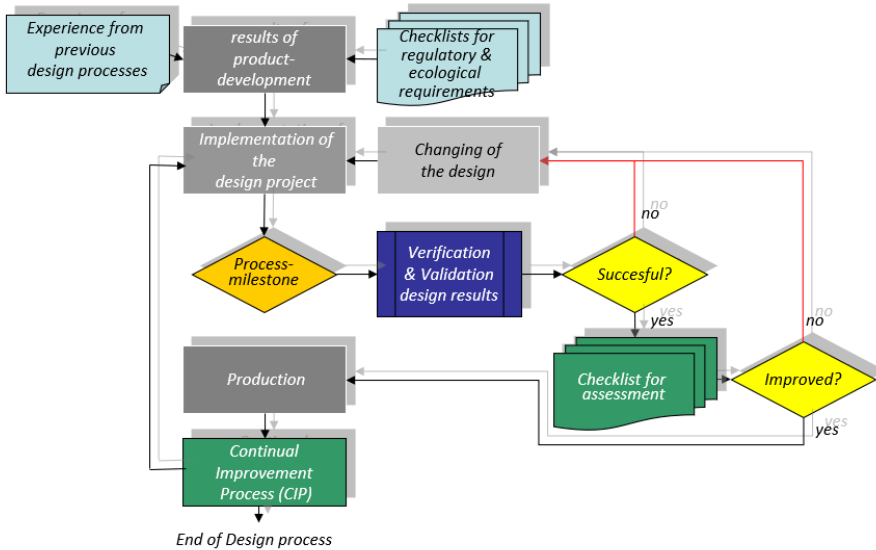 Experience from
previous
design processes
results of
product-
development
Checklists for
regulatory &
ecological
requirements
Implementation of
the
design project
Changing
of the design
no
no
no
no
Process-
milestone
Verification
& Validation
design results
Succesful?
yes
yes
Production
Checklist for
assessment
Improved?
yes
yes
Continual
Improvement
Process (CIP)
End of Design process